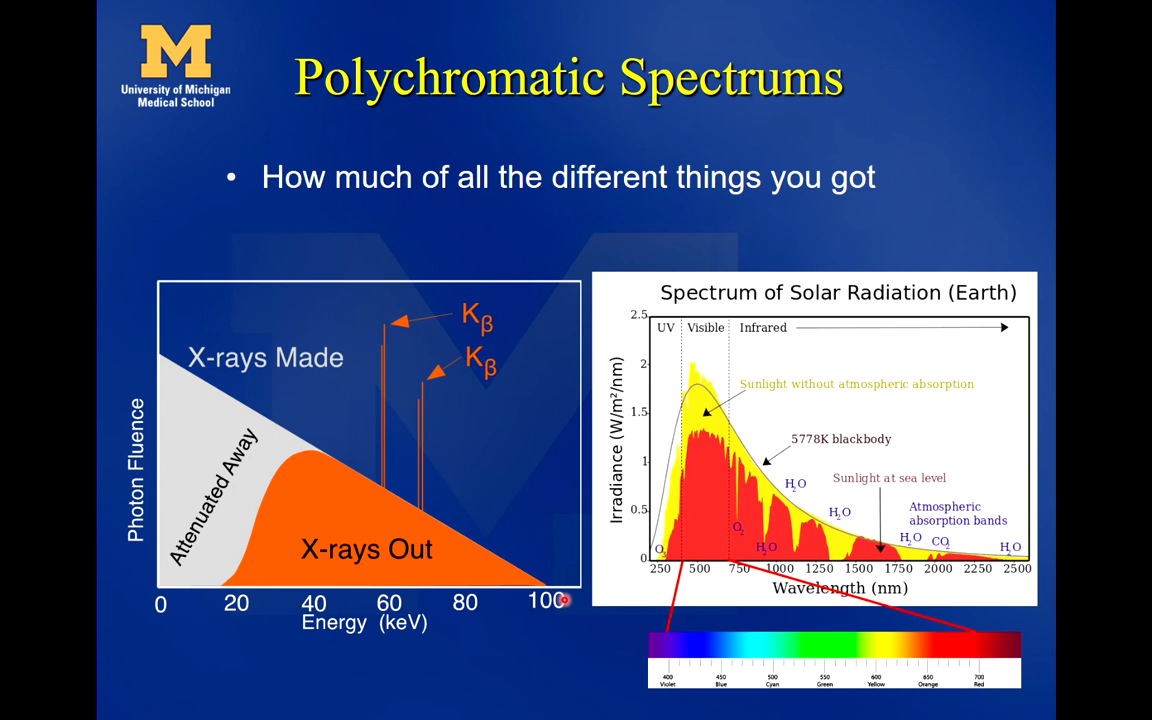 University of Michigan
Medical School
Polychromatic Spectrums
• How much of all the different things you got
Kβ
Kβ
X-rays Made
Attenuated Away
X-rays Out
Photon Fluence
0 20 40 60 80 100
Energy (keV)
Spectrum of Solar Radiation (Earth)
UV Visible Infrared
Sunlight without atmospheric absorption
5778K blackbody
Sunlight at sea level
Atmospheric
absorption bands
H2O
H2O
H2O CO2 H2O
O2
H2O
O3
Irradiance (W/m²/nm)
2.5
2
1.5
1
0.5
0
250 500 750 1000 1250 1500 1750 2000 2250 2500
Wavelength (nm)
400 450 500 550 600 650 700
Violet Blue Cyan Green Yellow Orange Red